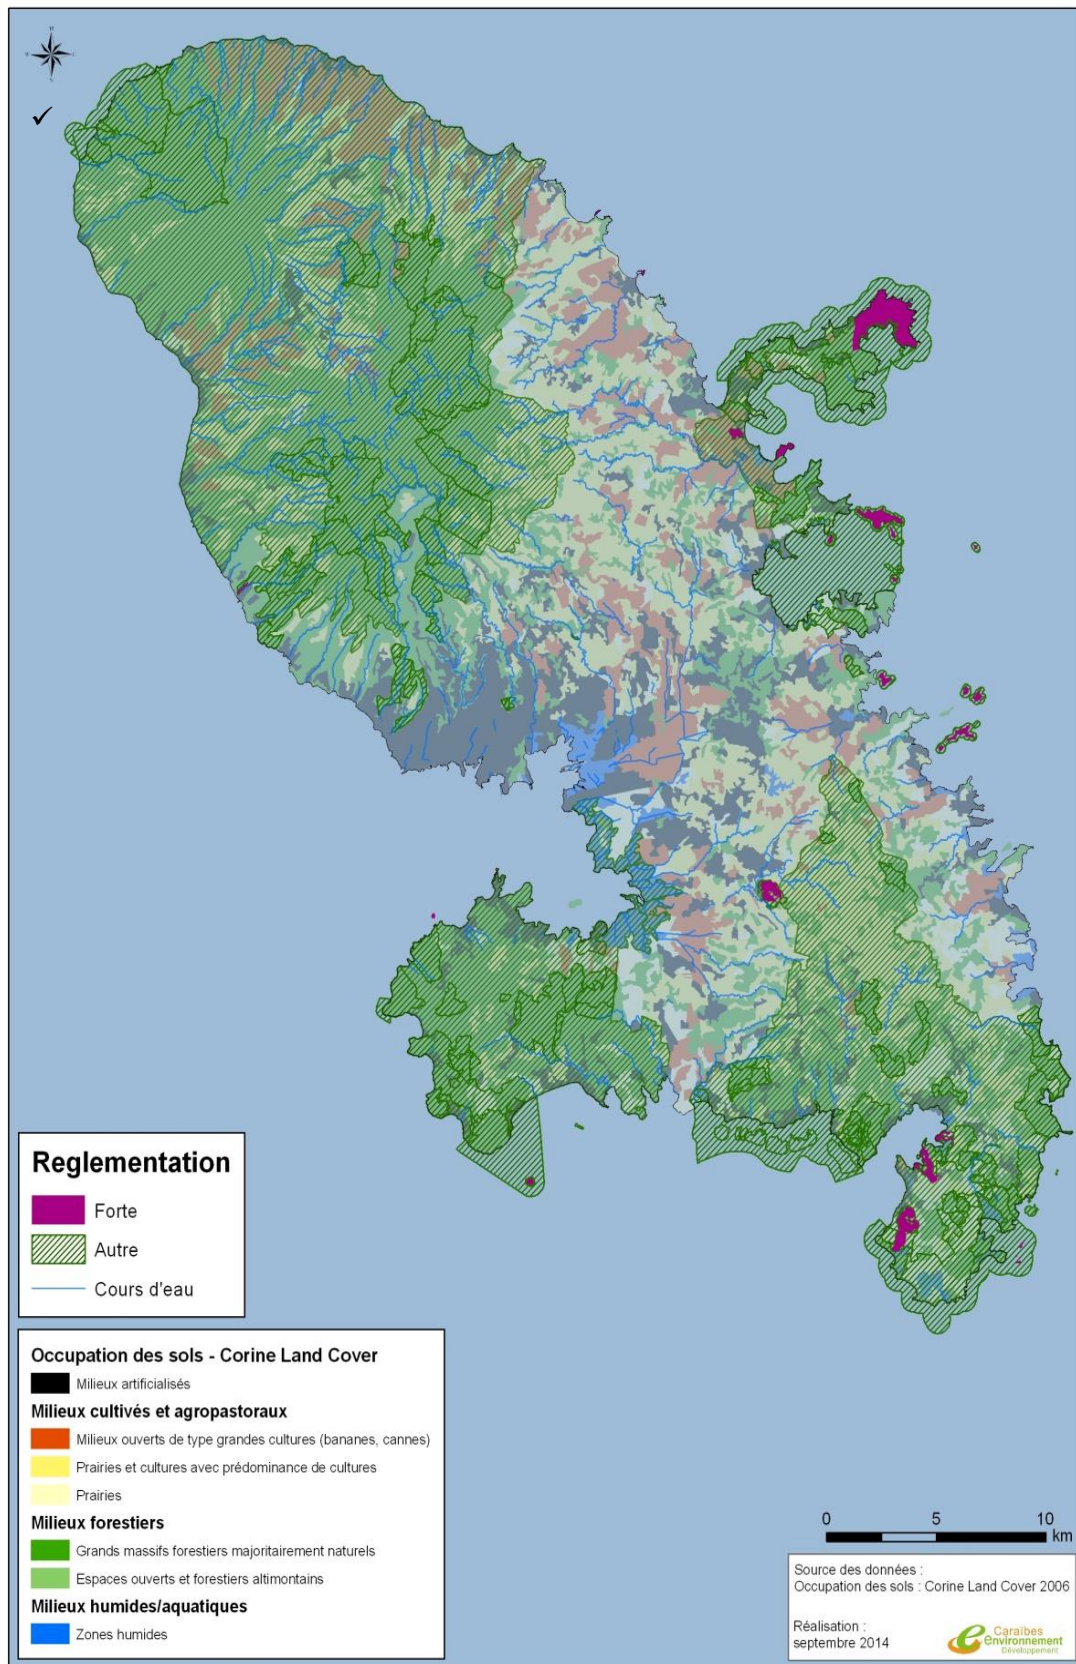 Reglementation
Forte
Autre
Cours d'eau
Occupation des sols - Corine Land Cover
Milieux artificialisés
Milieux cultivés et agropastoraux
Milieux ouverts de type grandes cultures (bananes, cannes)
Prairies et cultures avec prédominance de cultures
Prairies
Milieux forestiers
Grands massifs forestiers majoritairement naturels
Espaces ouverts et forestiers altimontains
Milieux humides/aquatiques
Zones humides
0 5 10
km
Source des données :
Occupation des sols : Corine Land Cover 2006
Réalisation :
septembre 2014
Caraïbes
Environnement
Développement